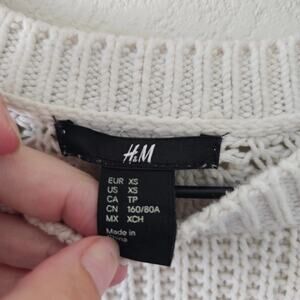 H&M
EUR XS
US XS
CA TP
CN 160/80A
MX XCH
Made in
China